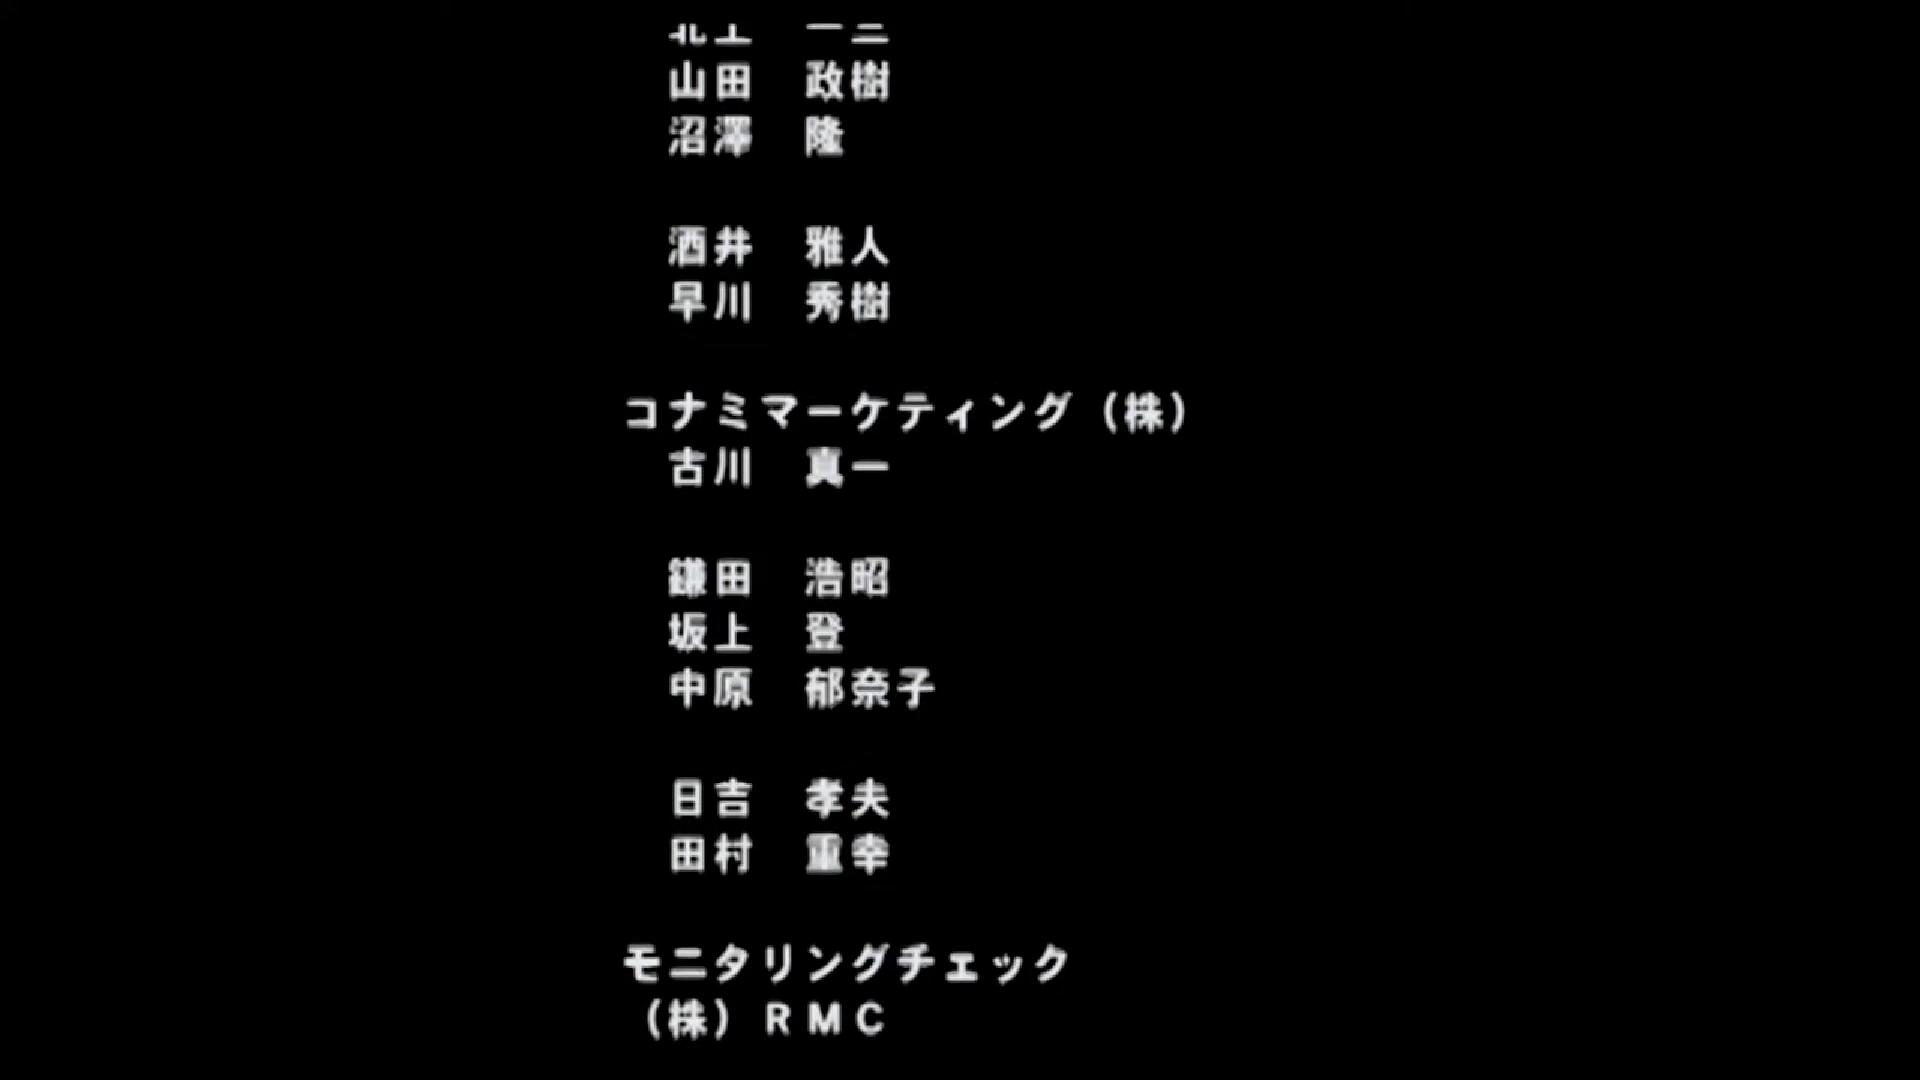 山田　政樹
沼澤　隆
酒井　雅人
早川　秀樹
コナミマーケティング（株）
古川　真一
鎌田　浩昭
坂上　登
中原　郁奈子
日吉　孝夫
田村　重幸
モニタリングチェック
（株）ＲＭＣ